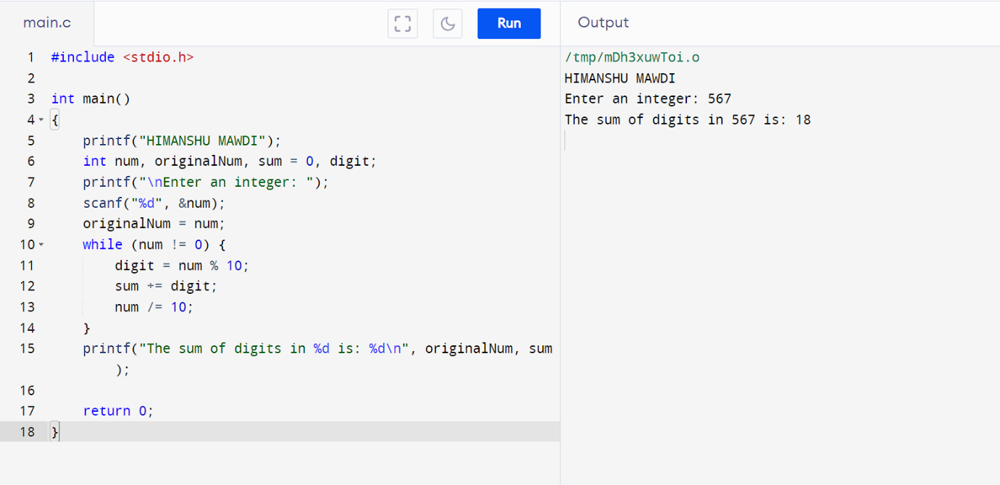 main.c
Run
Output
1 #include <stdio.h>
2
3 int main()
4 {
5     printf("HIMANSHU MAWDI");
6     int num, originalNum, sum = 0, digit;
7     printf("\nEnter an integer: ");
8     scanf("%d", &num);
9     originalNum = num;
10     while (num != 0) {
11         digit = num % 10;
12         sum += digit;
13         num /= 10;
14     }
15     printf("The sum of digits in %d is: %d\n", originalNum, sum
        );
16
17     return 0;
18 }
/tmp/mDh3xuwToi.o
HIMANSHU MAWDI
Enter an integer: 567
The sum of digits in 567 is: 18